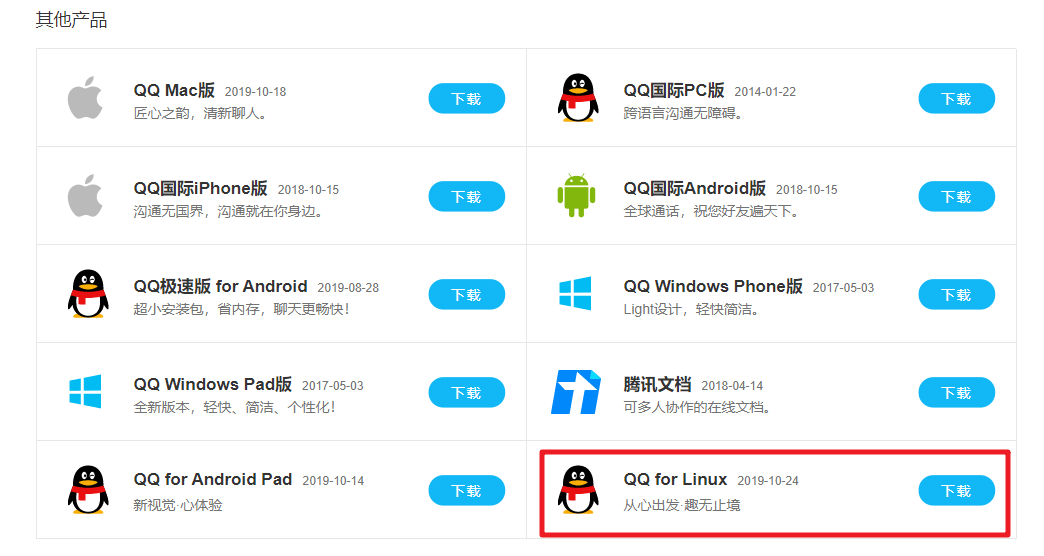 其他产品
QQ Mac版 2019-10-18
匠心之韵，清新聊人。
下载
QQ国际PC版 2014-01-22
跨语言沟通无障碍。
下载
QQ国际iPhone版 2018-10-15
沟通无国界，沟通就在你身边。
下载
QQ国际Android版 2018-10-15
全球通话，祝您好友遍天下。
下载
QQ极速版 for Android 2019-08-28
超小安装包，省内存，聊天更畅快！
下载
QQ Windows Phone版 2017-05-03
Light设计，轻快简洁。
下载
QQ Windows Pad版 2017-05-03
全新版本，轻快、简洁、个性化！
下载
腾讯文档 2018-04-14
可多人协作的在线文档。
下载
QQ for Android Pad 2019-10-14
新视觉·心体验
下载
QQ for Linux 2019-10-24
从心出发·趣无止境
下载